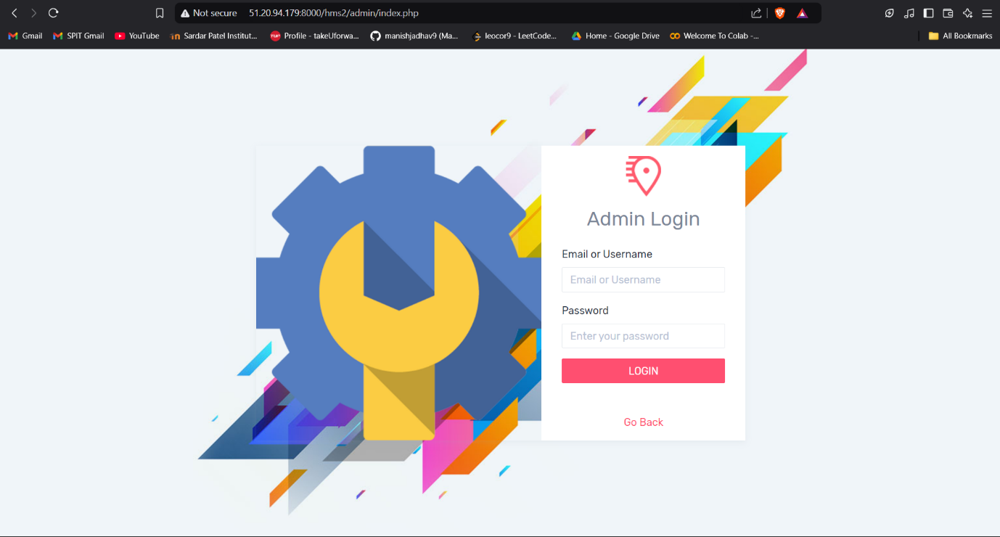 Not secure 51.20.94.179:8000/hms2/admin/index.php
Gmail SPIT Gmail YouTube Sardar Patel Institut... Profile - takeUforwa... manishjadhav9 (Ma... leocor9 - LeetCode... Home - Google Drive Welcome To Colab -... All Bookmarks
Admin Login
Email or Username
Email or Username
Password
Enter your password
LOGIN
Go Back